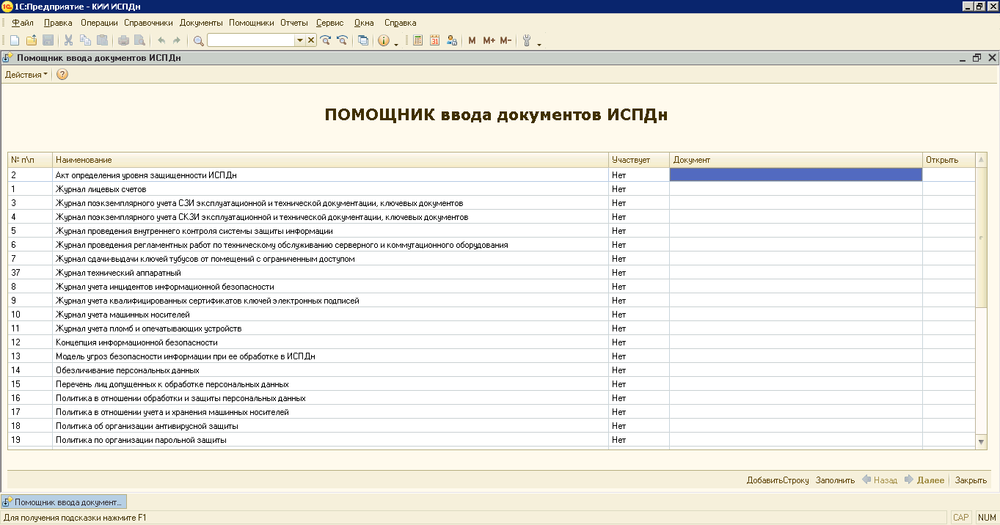 1С:Предприятие - КИИ ИСПДн
Файл Правка Операции Справочники Документы Помощники Отчеты Сервис Окна Справка
M M+ M-
Помощник ввода документов ИСПДн
Действия
ПОМОЩНИК ввода документов ИСПДн
№ п\п Наименование Участвует Документ Открыть
2 Акт определения уровня защищенности ИСПДн Нет
1 Журнал лицевых счетов Нет
3 Журнал поэкземплярного учета СЗИ эксплуатационной и технической документации, ключевых документов Нет
4 Журнал поэкземплярного учета СКЗИ эксплуатационной и технической документации, ключевых документов Нет
5 Журнал проведения внутреннего контроля системы защиты информации Нет
6 Журнал проведения регламентных работ по техническому обслуживанию серверного и коммутационного оборудования Нет
7 Журнал сдачи-выдачи ключей тубусов от помещений с ограниченным доступом Нет
37 Журнал технический аппаратный Нет
8 Журнал учета инцидентов информационной безопасности Нет
9 Журнал учета квалифицированных сертификатов ключей электронных подписей Нет
10 Журнал учета машинных носителей Нет
11 Журнал учета пломб и опечатывающих устройств Нет
12 Концепция информационной безопасности Нет
13 Модель угроз безопасности информации при ее обработке в ИСПДн Нет
14 Обезличивание персональных данных Нет
15 Перечень лиц допущенных к обработке персональных данных Нет
16 Политика в отношении обработки и защиты персональных данных Нет
17 Политика в отношении учета и хранения машинных носителей Нет
18 Политика об организации антивирусной защиты Нет
19 Политика по организации парольной защиты Нет
ДобавитьСтроку Заполнить Назад Далее Закрыть
Помощник ввода документ...
Для получения подсказки нажмите F1 CAP NUM